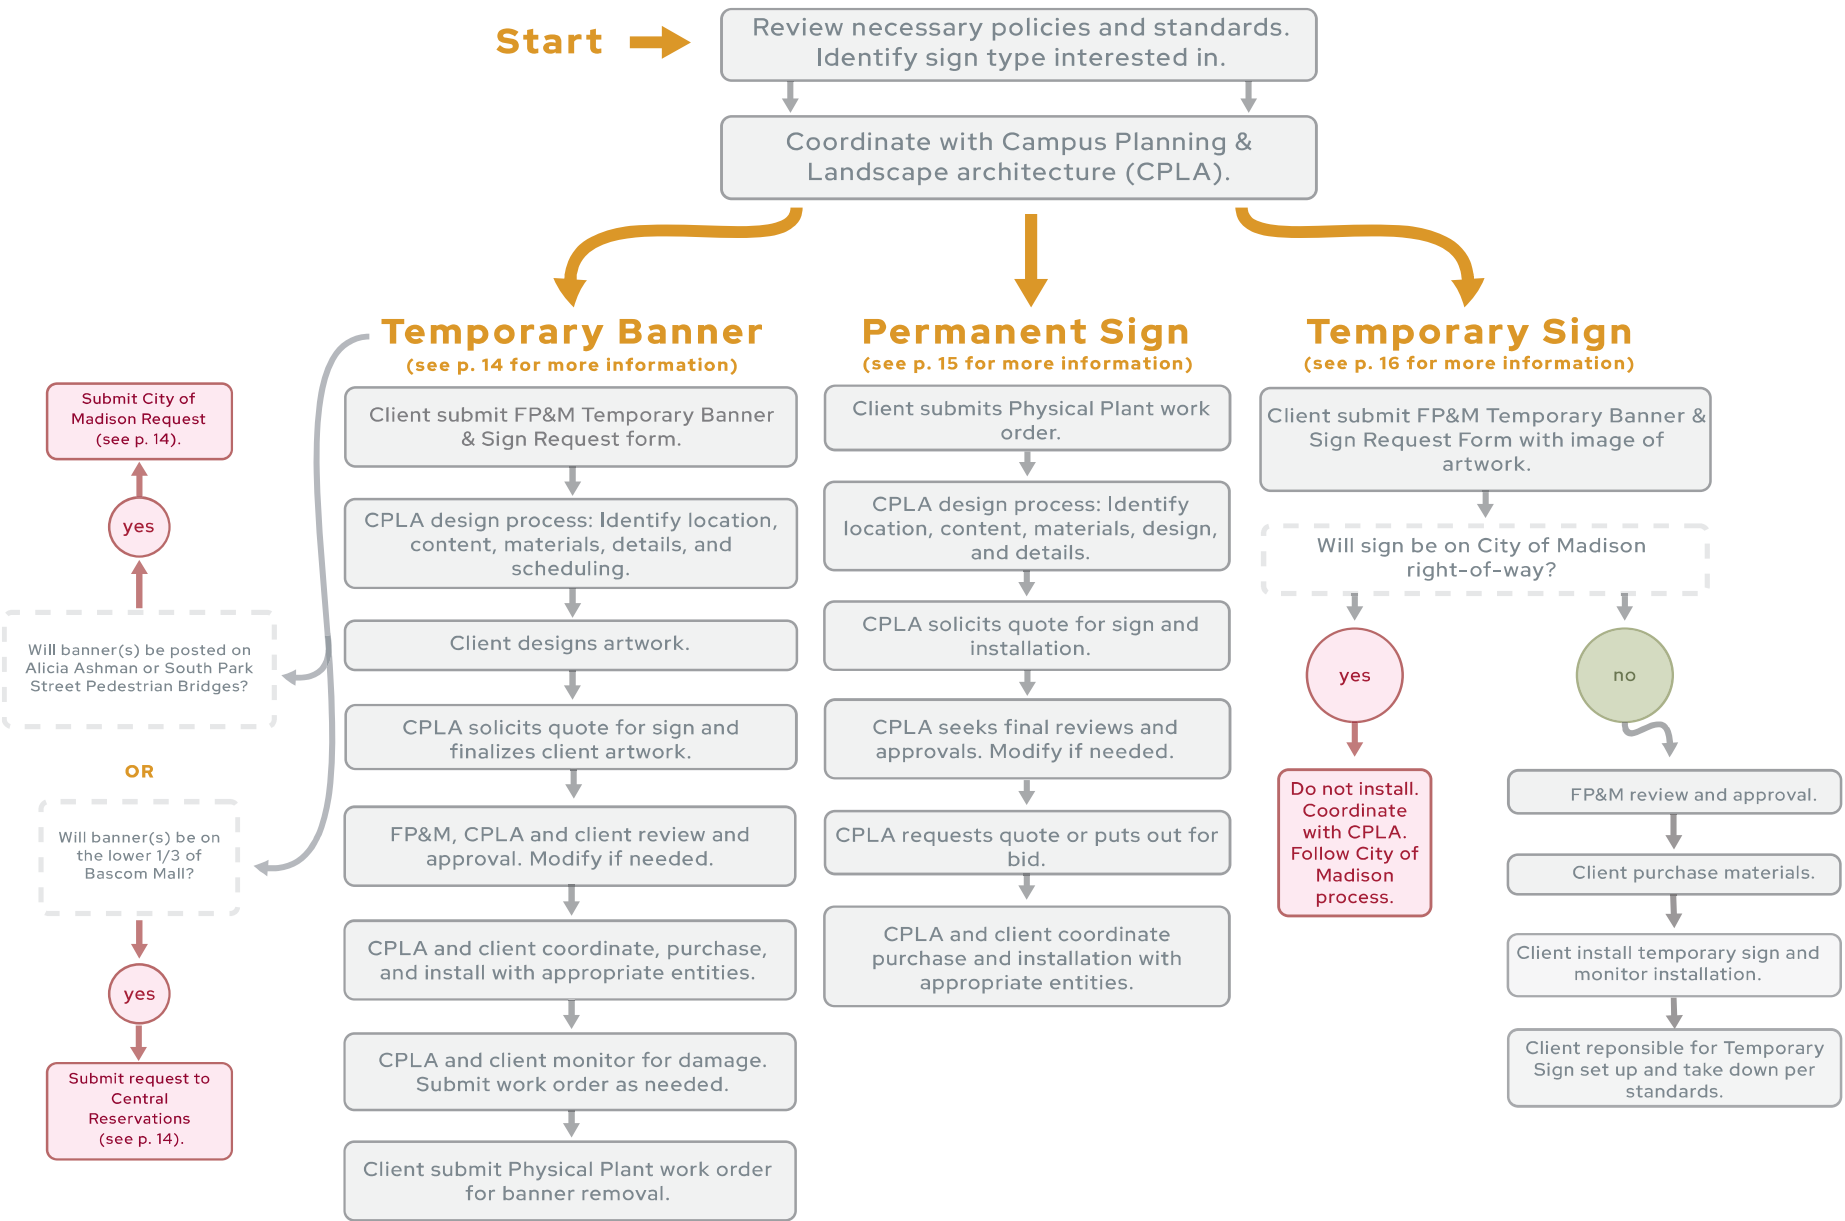 Start
Review necessary policies and standards.
Identify sign type interested in.
Coordinate with Campus Planning &
Landscape architecture (CPLA).
Temporary Banner
(see p. 14 for more information)
Client submit FP&M Temporary Banner
& Sign Request form.
CPLA design process: Identify location,
content, materials, details, and
scheduling.
Client designs artwork.
CPLA solicits quote for sign and
finalizes client artwork.
FP&M, CPLA and client review and
approval. Modify if needed.
CPLA and client coordinate, purchase,
and install with appropriate entities.
CPLA and client monitor for damage.
Submit work order as needed.
Client submit Physical Plant work order
for banner removal.
Submit City of
Madison Request
(see p. 14).
yes
Will banner(s) be posted on
Alicia Ashman or South Park
Street Pedestrian Bridges?
OR
Will banner(s) be on
the lower 1/3 of
Bascom Mall?
yes
Submit request to
Central
Reservations
(see p. 14).
Permanent Sign
(see p. 15 for more information)
Client submits Physical Plant work
order.
CPLA design process: Identify
location, content, materials, design,
and details.
CPLA solicits quote for sign and
installation.
CPLA seeks final reviews and
approvals. Modify if needed.
CPLA requests quote or puts out for
bid.
CPLA and client coordinate
purchase and installation with
appropriate entities.
Temporary Sign
(see p. 16 for more information)
Client submit FP&M Temporary Banner &
Sign Request Form with image of
artwork.
Will sign be on City of Madison
right-of-way?
yes
Do not install.
Coordinate
with CPLA.
Follow City of
Madison
process.
no
FP&M review and approval.
Client purchase materials.
Client install temporary sign and
monitor installation.
Client reponsible for Temporary
Sign set up and take down per
standards.